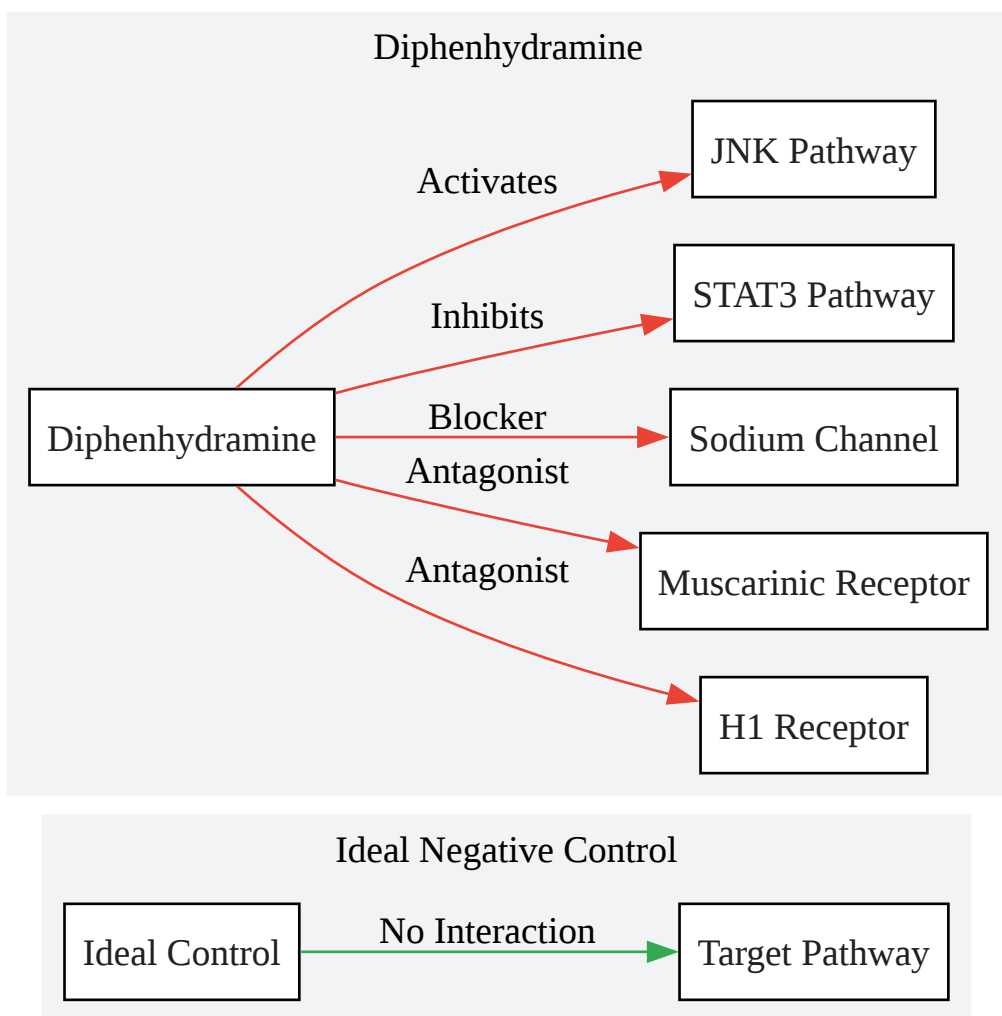 Diphenhydramine
JNK Pathway
Activates
STAT3 Pathway
Inhibits
Diphenhydramine
Blocker
Sodium Channel
Antagonist
Muscarinic Receptor
Antagonist
H1 Receptor
Ideal Negative Control
Ideal Control
No Interaction
Target Pathway